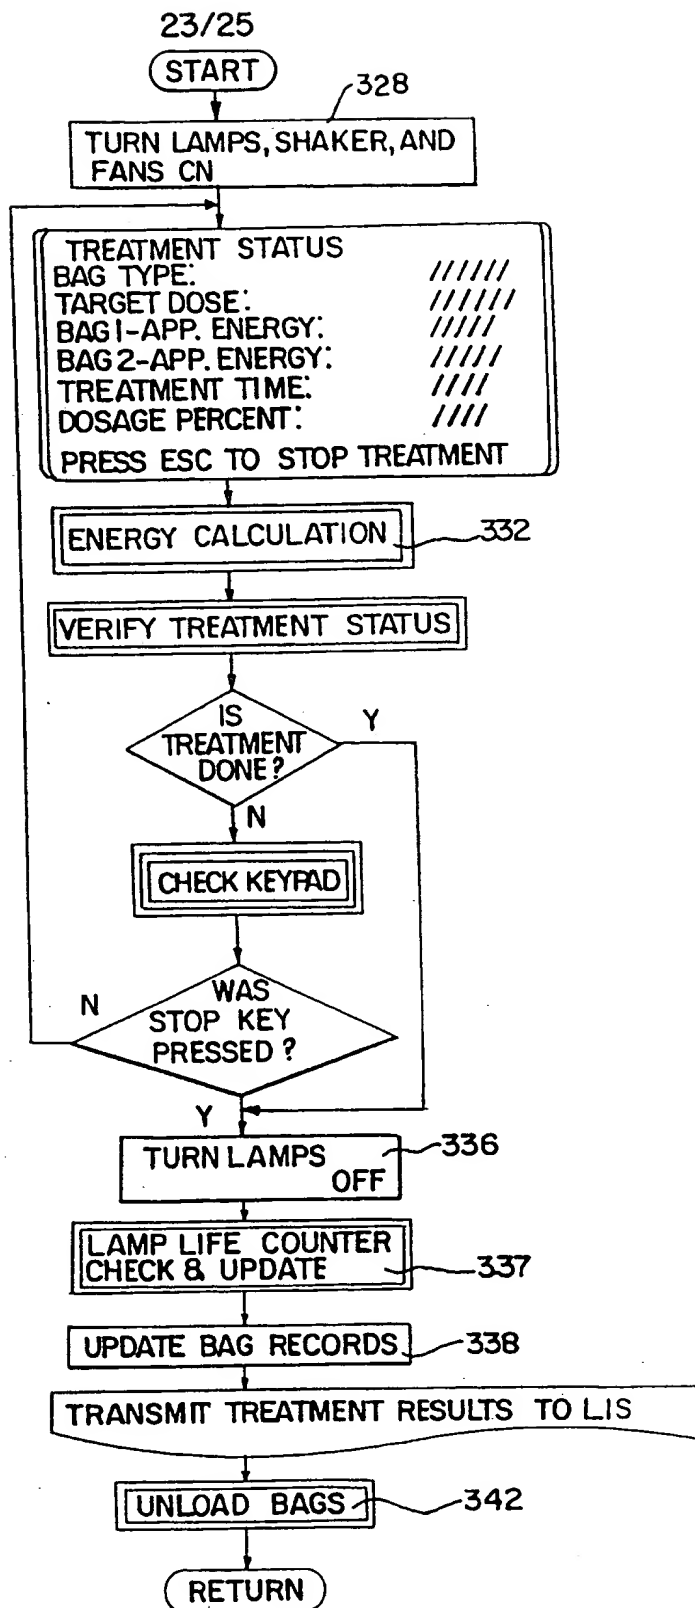 23/25
START
328
TURN LAMPS, SHAKER, AND
FANS CN
TREATMENT STATUS
BAG TYPE: //////
TARGET DOSE: //////
BAG 1-APP. ENERGY: /////
BAG 2-APP. ENERGY: /////
TREATMENT TIME: ////
DOSAGE PERCENT: ////
PRESS ESC TO STOP TREATMENT
ENERGY CALCULATION 332
VERIFY TREATMENT STATUS
IS
TREATMENT
DONE?
Y
N
CHECK KEYPAD
WAS
STOP KEY
PRESSED?
N
Y
TURN LAMPS
OFF
336
LAMP LIFE COUNTER
CHECK & UPDATE
337
UPDATE BAG RECORDS 338
TRANSMIT TREATMENT RESULTS TO LIS
UNLOAD BAGS 342
RETURN